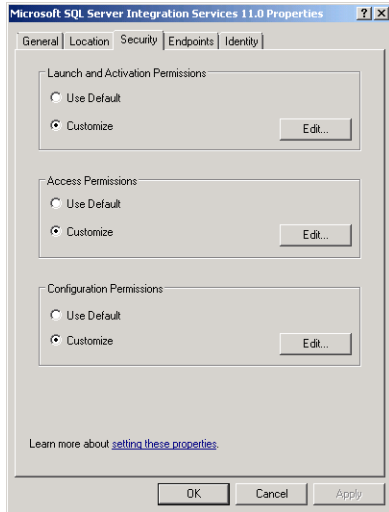 Microsoft SQL Server Integration Services 11.0 Properties
General Location Security Endpoints Identity
Launch and Activation Permissions
Use Default
Customize
Edit...
Access Permissions
Use Default
Customize
Edit...
Configuration Permissions
Use Default
Customize
Edit...
Learn more about setting these properties.
OK Cancel Apply